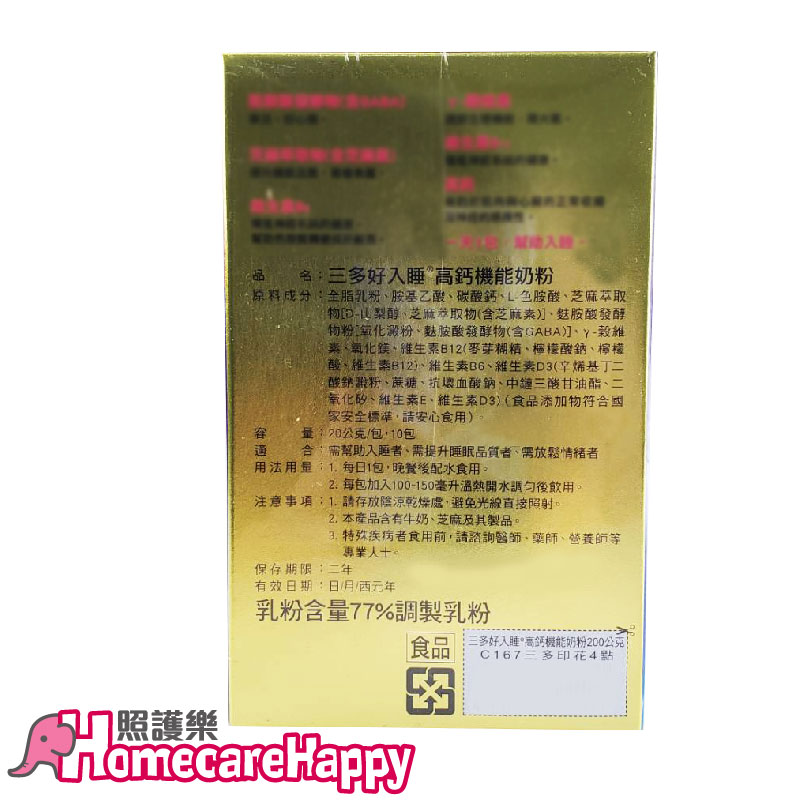 品名：三多好入睡®高鈣機能奶粉
原料成分：全脂乳粉、胺基乙酸、碳酸鈣、L-色胺酸、芝麻萃取
物[D-山梨醇、芝麻萃取物(含芝麻素)]、麩胺酸發酵
物粉[氧化澱粉、麩胺酸發酵物(含GABA)]、γ-穀維
素、氧化鎂、維生素B12(麥芽糊精、檸檬酸鈉、檸檬
酸、維生素B12)、維生素B6、維生素D3(辛烯基丁二
酸鈉澱粉、蔗糖、抗壞血酸鈉、中鏈三酸甘油酯、二
氧化矽、維生素E、維生素D3)(食品添加物符合國
家安全標準，請安心食用)。
容量：20公克/包，10包
適合：需幫助入睡者、需提升睡眠品質者、需放鬆情緒者
用法用量：1. 每日1包，晚餐後配水食用。
2. 每包加入100-150毫升溫熱開水調勻後飲用。
注意事項：1. 請存放陰涼乾燥處，避免光線直接照射。
2. 本產品含有牛奶、芝麻及其製品。
3. 特殊疾病者食用前，請諮詢醫師、藥師、營養師等
專業人士。
保存期限：二年
有效日期：日/月/西元年
乳粉含量77%調製乳粉
食品
三多好入睡®高鈣機能奶粉200公克
C167三多印花4點
照護樂
HomecareHappy